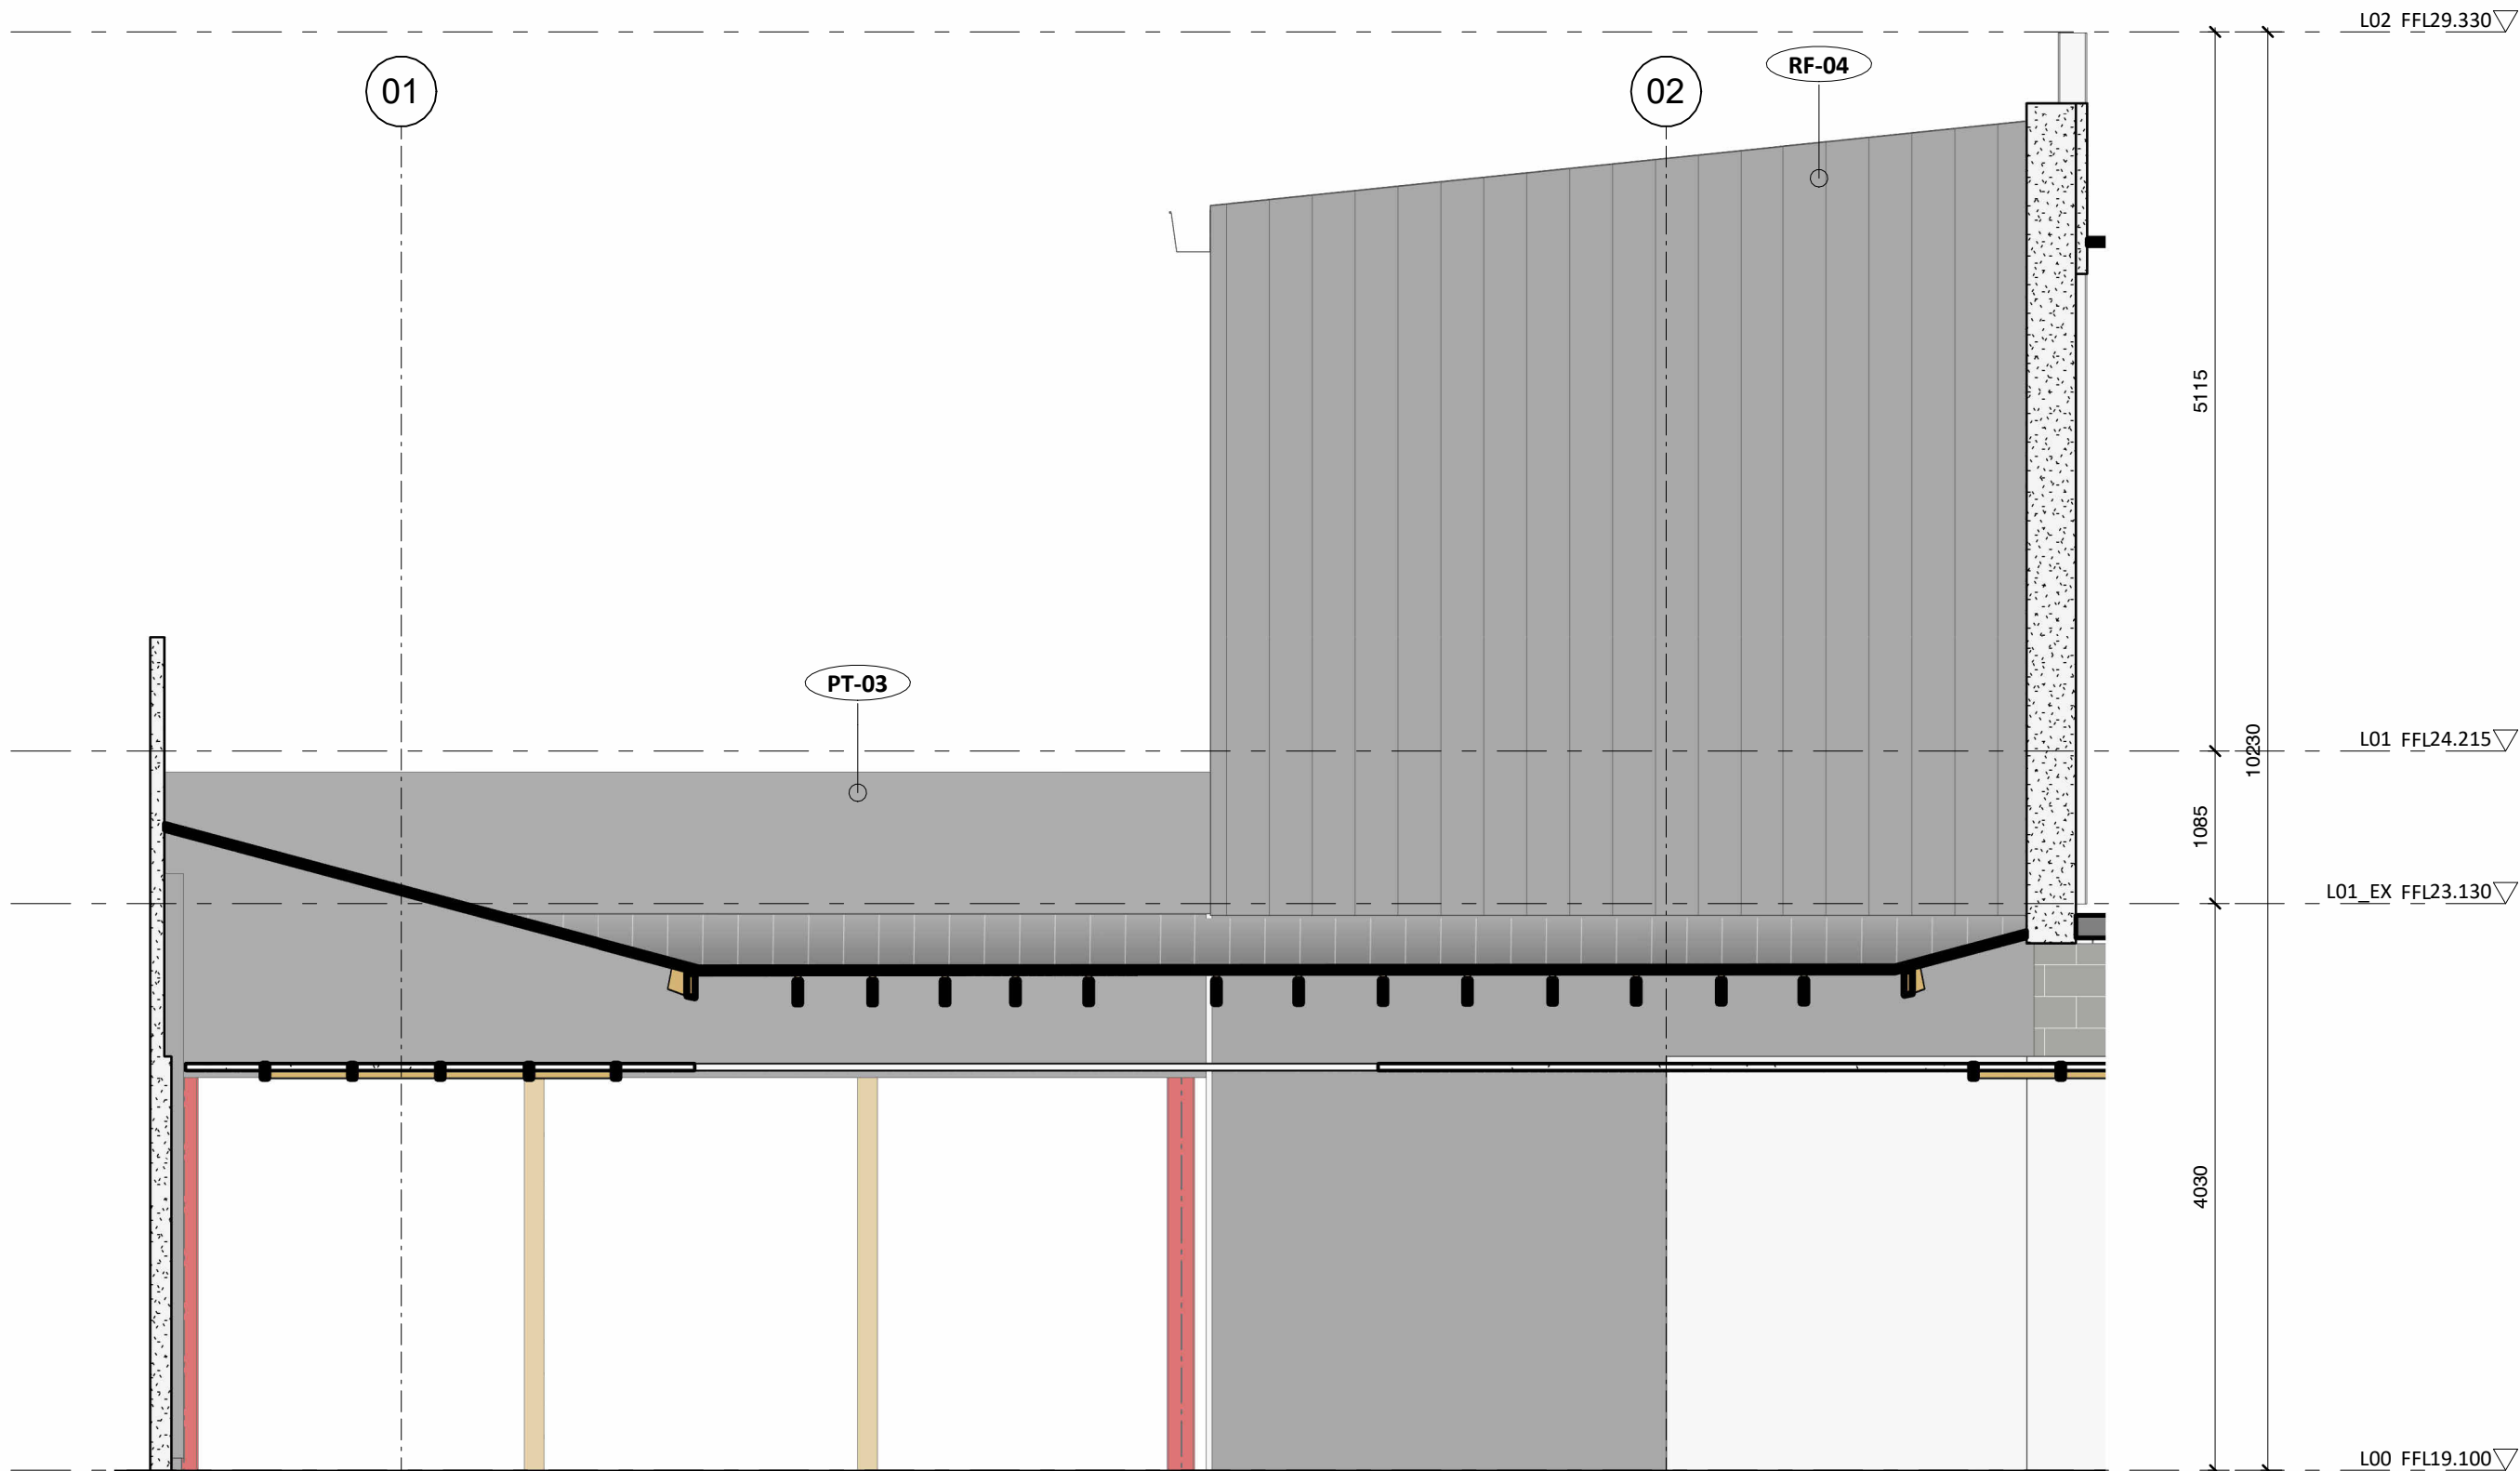 L02 FFL29.330
01
02
RF-04
5115
PT-03
L01 FFL24.215
10230
1085
L01_EX FFL23.130
4030
L00 FFL19.100